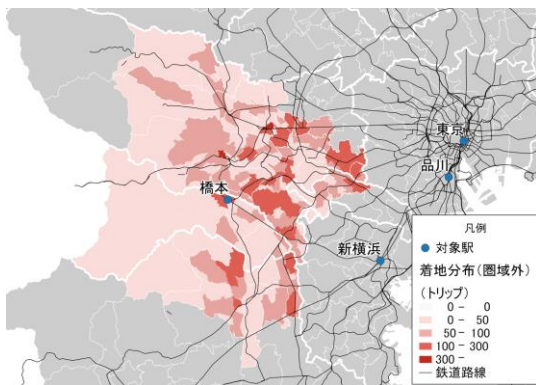 東京
品川
橋本
新横浜
凡例
対象駅
着地分布(圏域外)
(トリップ)
0 - 0
0 - 50
50 - 100
100 - 300
300 -
鉄道路線